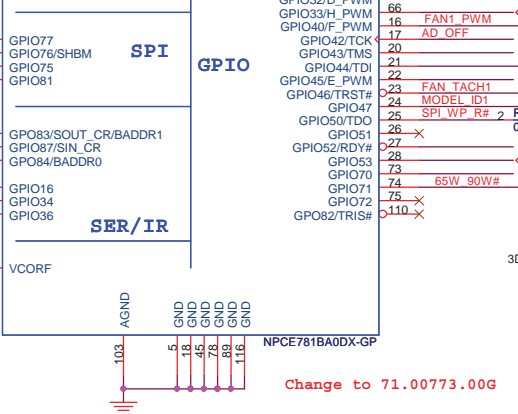 GPIO32/D_PWM
GPIO33/H_PWM 66
GPIO40/F_PWM 16 FAN1_PWM
GPIO77 GPIO42/TCK 17 AD_OFF
GPIO76/SHBM SPI GPIO43/TMS 20
GPIO75 GPIO GPIO44/TDI 21
GPIO81 GPIO45/E_PWM 22
GPIO46/TRST# 23 FAN_TACH1
GPIO47 24 MODEL_ID1
GPIO50/TDO 25 SPI_WP_R# 2 R
GPO83/SOUT_CR/BADDR1 GPIO51 26
GPIO87/SIN_CR GPIO52/RDY# 27
GPO84/BADDR0 GPIO53 28
GPIO70 73
GPIO16 GPIO71 74 65W_90W#
GPIO34 GPIO72 75
GPIO36 GPO82/TRIS# 110
SER/IR
VCORF
3D
AGND GND GND GND GND GND GND
NPCE781BA0DX-GP
103 5 18 45 78 89 116
Change to 71.00773.00G